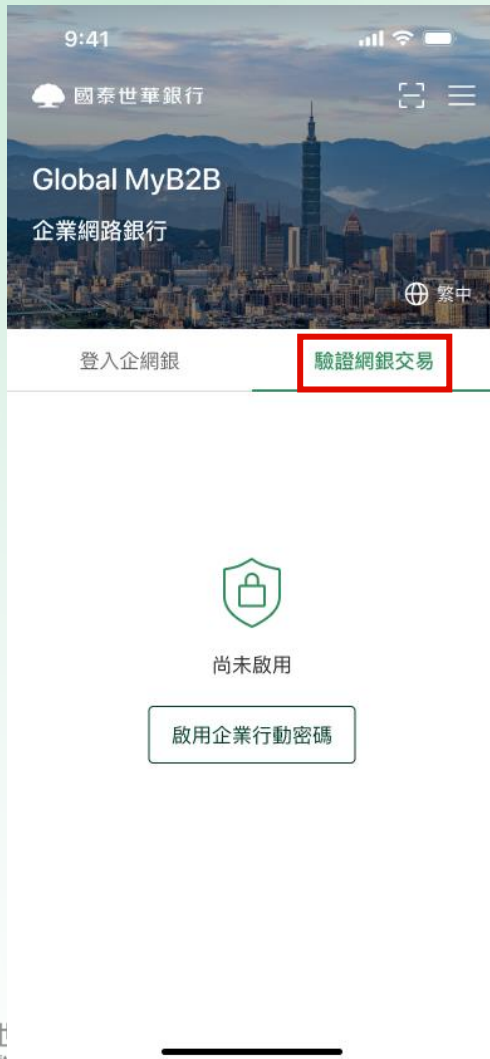 9:41
國泰世華銀行
Global MyB2B
企業網路銀行
繁中
登入企網銀
驗證網銀交易
尚未啟用
啟用企業行動密碼